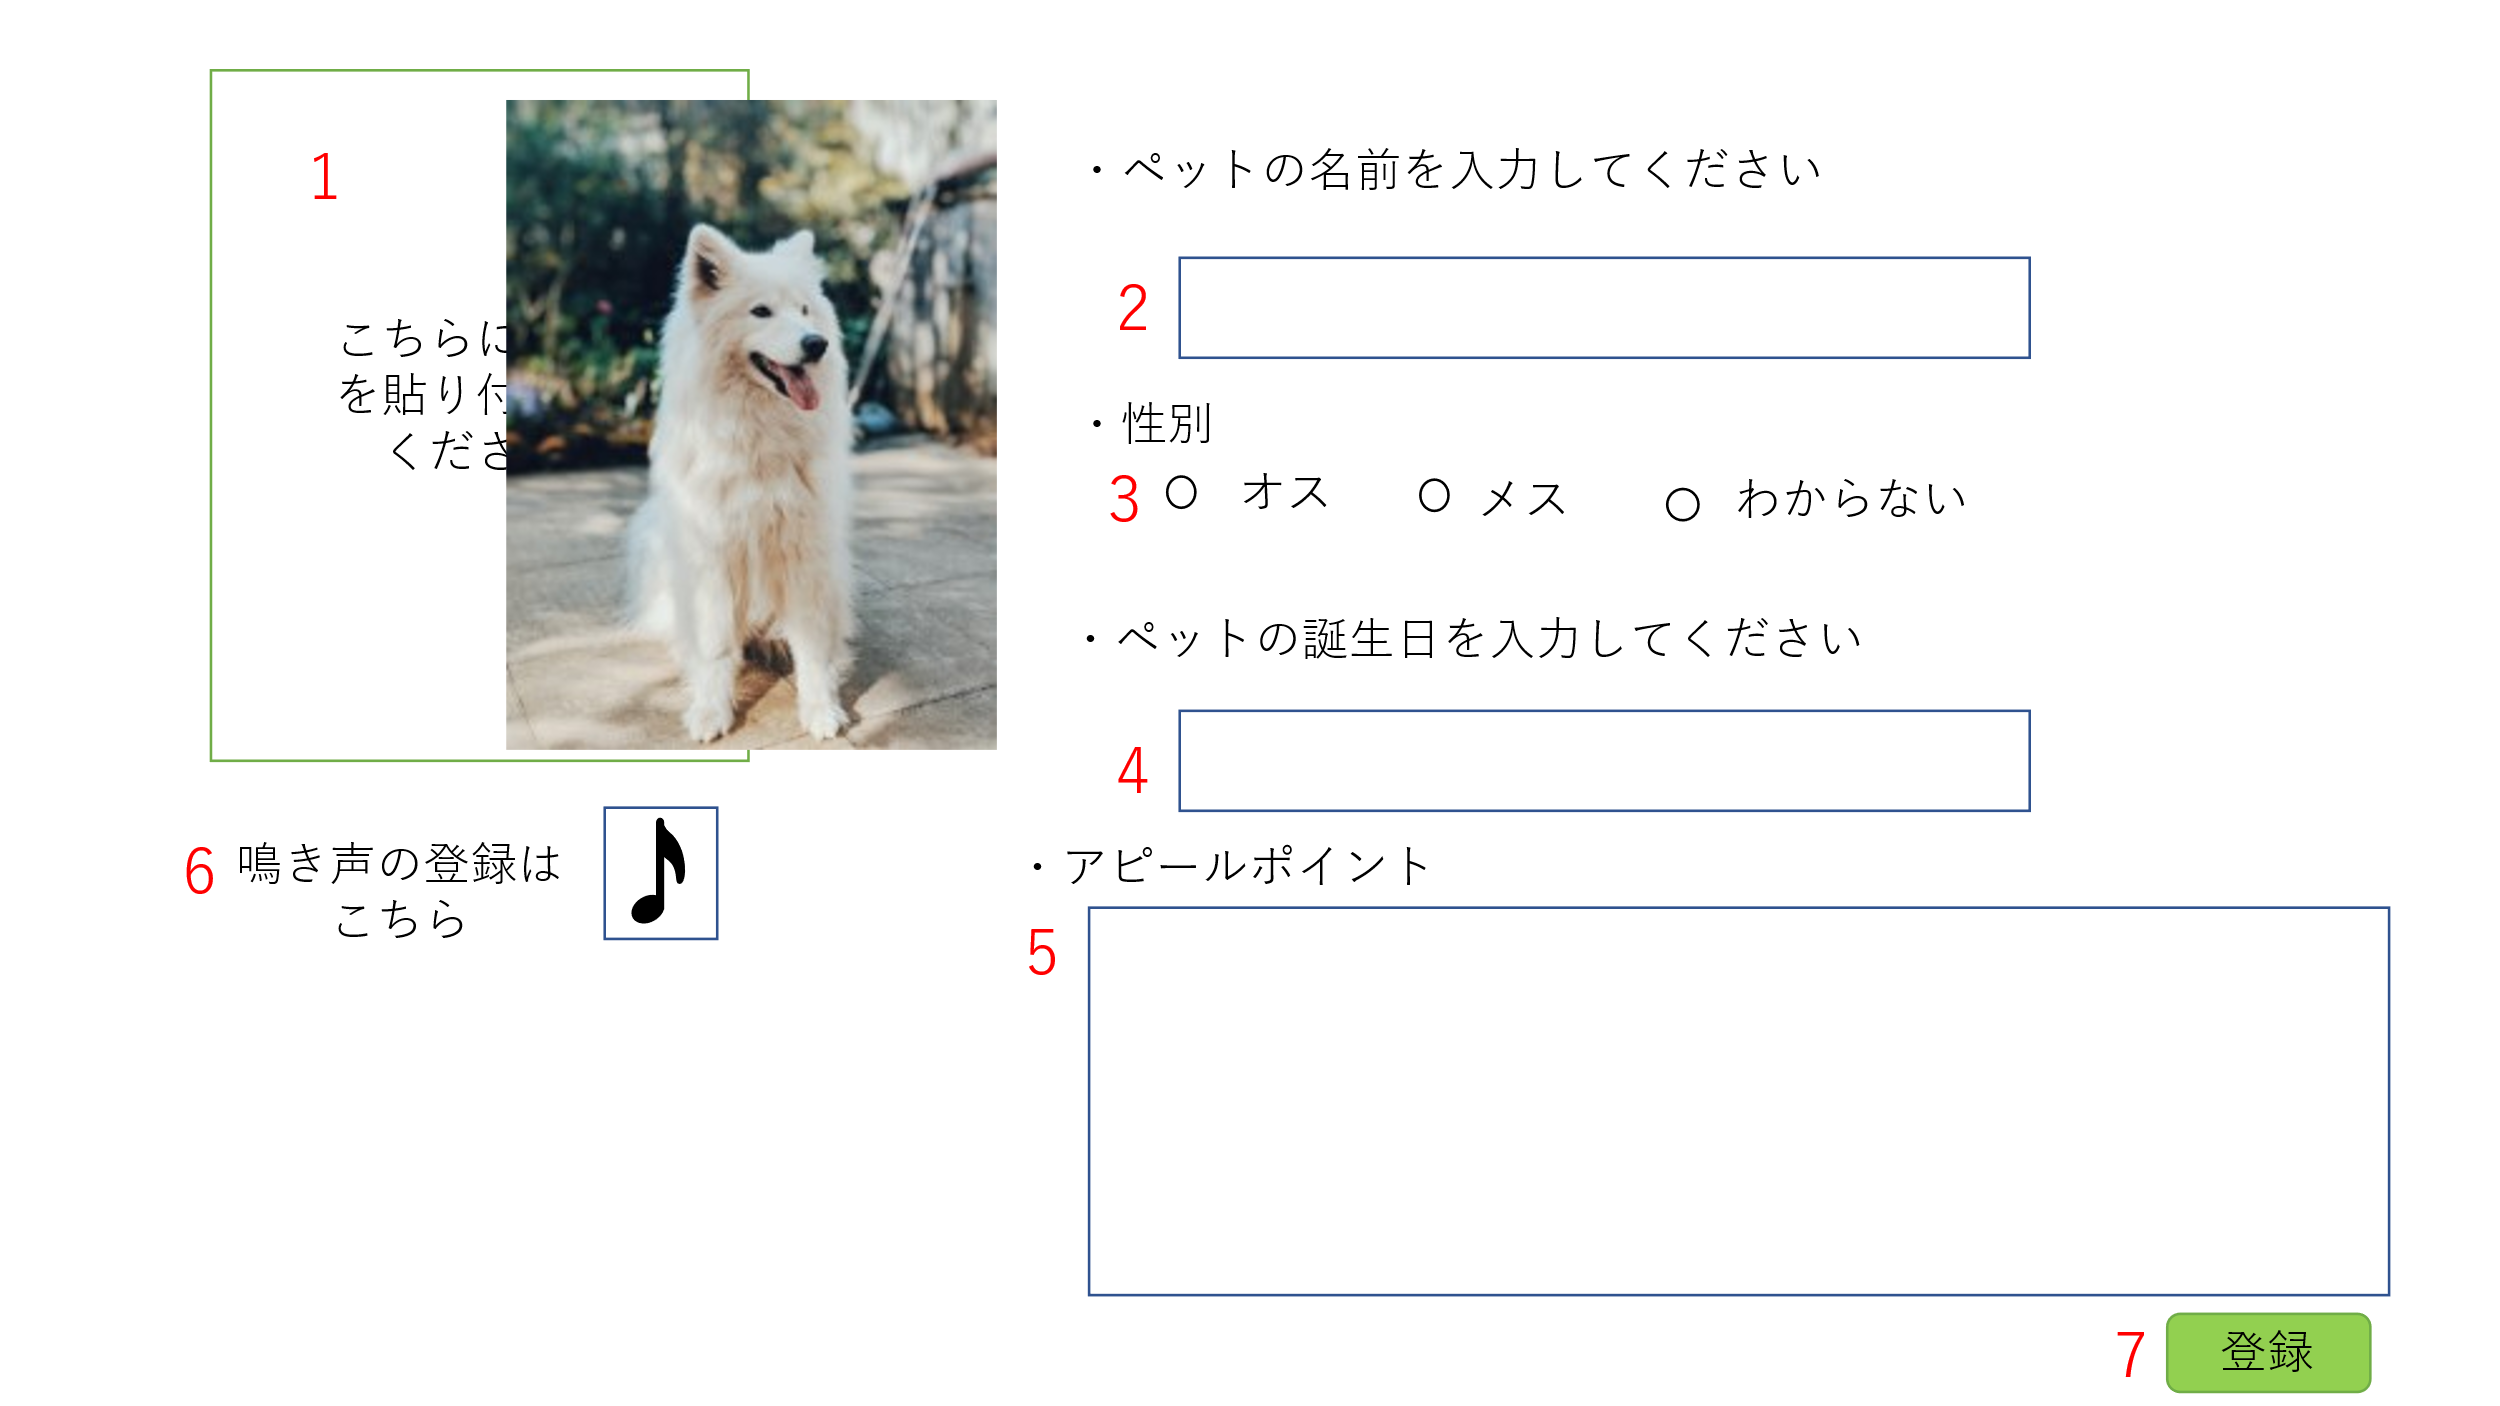 1
こちらに
を貼り付
くださ
6 鳴き声の登録は
こちら
・ペットの名前を入力してください
2
・性別
3 ○ オス ○ メス ○ わからない
・ペットの誕生日を入力してください
4
・アピールポイント
5
7 登録